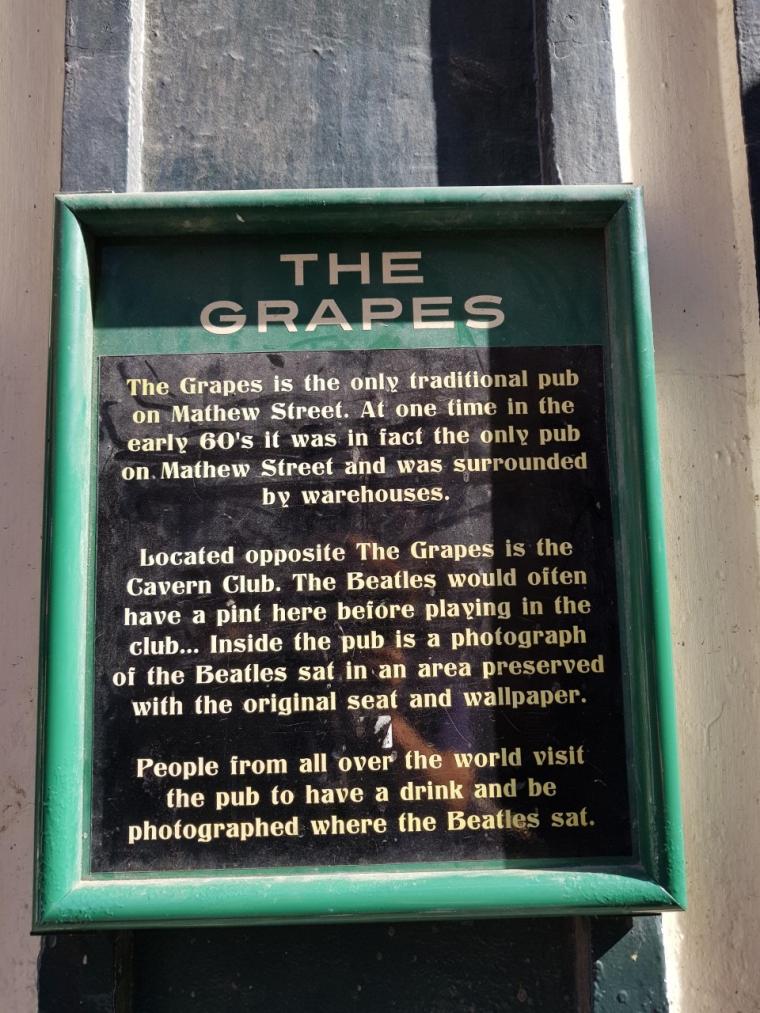 THE
GRAPES
The Grapes is the only traditional pub
on Mathew Street. At one time in the
early 60's it was in fact the only pub
on Mathew Street and was surrounded
by warehouses.
Located opposite The Grapes is the
Cavern Club. The Beatles would often
have a pint here before playing in the
club... Inside the pub is a photograph
of the Beatles sat in an area preserved
with the original seat and wallpaper.
People from all over the world visit
the pub to have a drink and be
photographed where the Beatles sat.